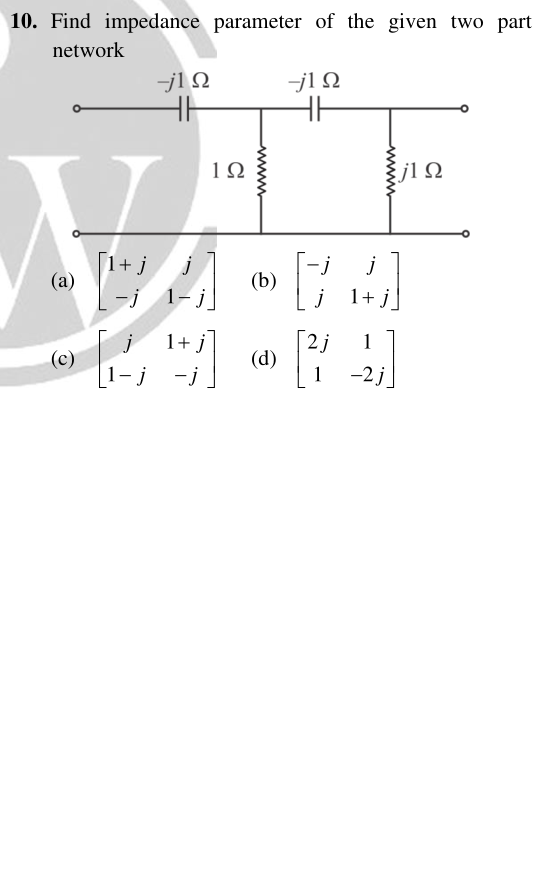 10. Find impedance parameter of the given two part
network
–j1 Ω –j1 Ω
1 Ω j1 Ω
(a) [1+ j j; –j 1– j] (b) [–j j; j 1+ j]
(c) [j 1+ j; 1– j –j] (d) [2j 1; 1 –2j]